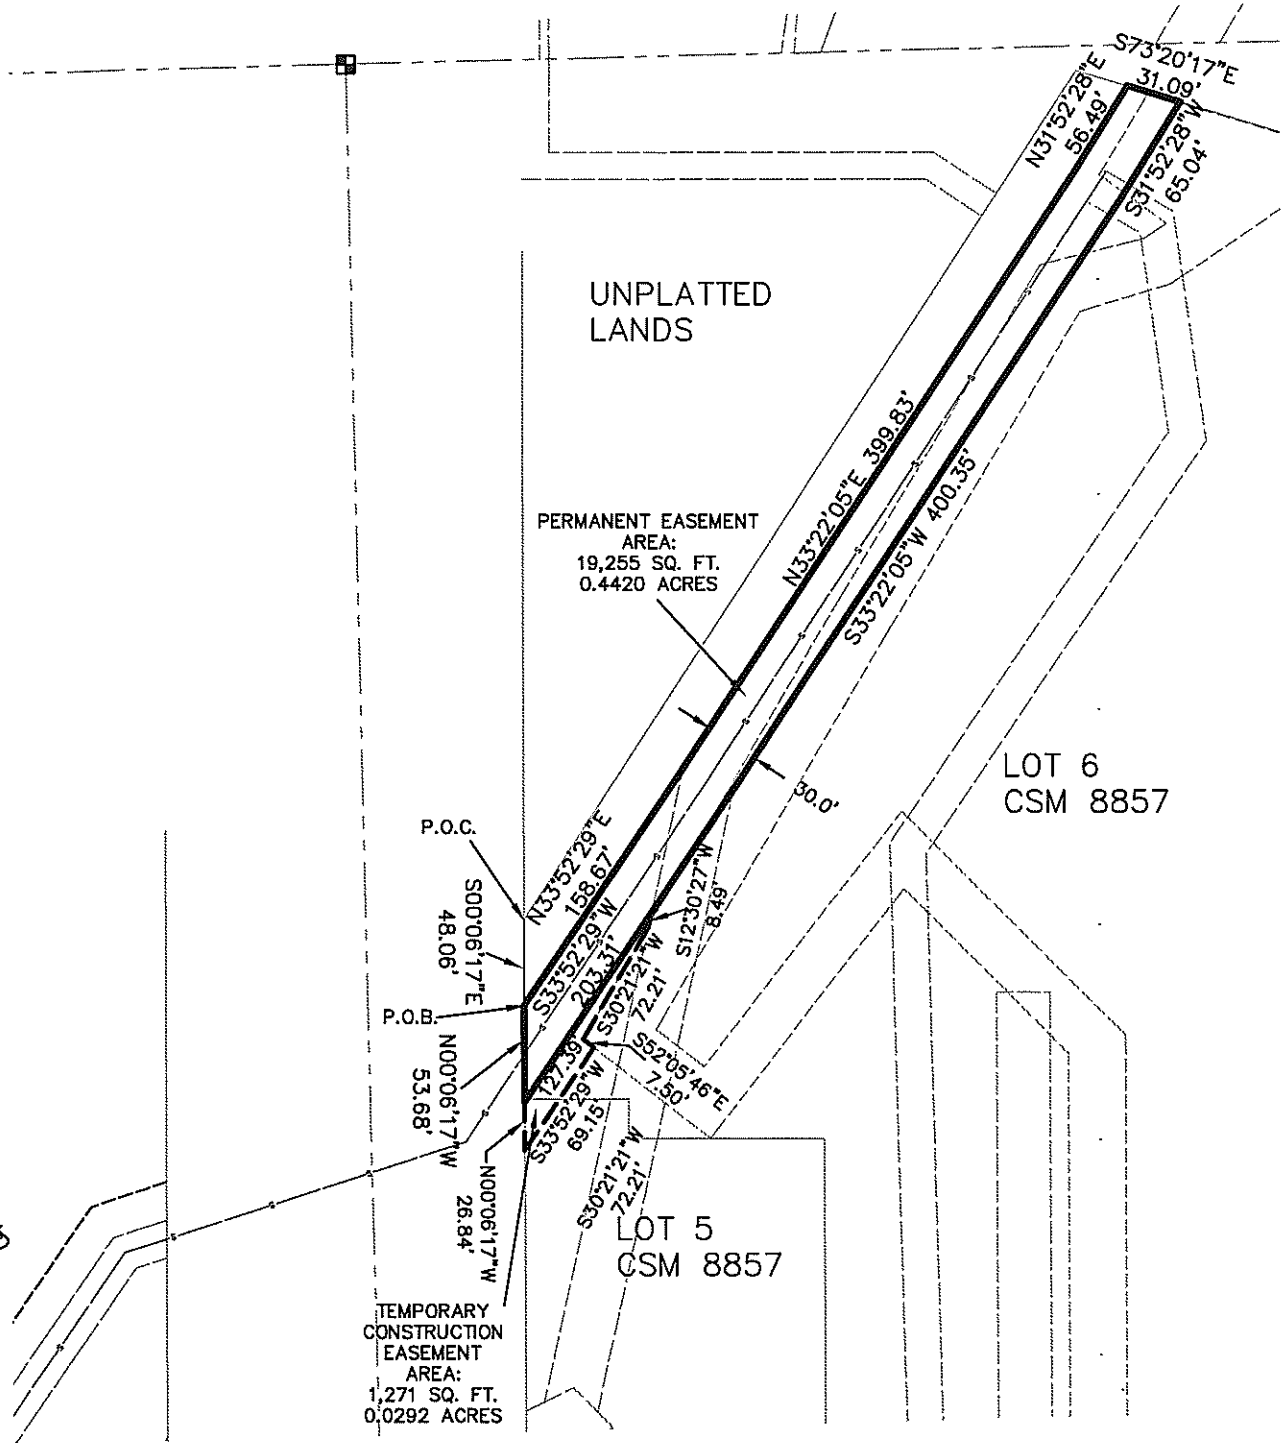 S73°20'17"E
31.09'
N31°52'28"E
56.49'
S31°52'28"W
65.04'
UNPLATTED
LANDS
N33°22'05"E 399.83'
S33°22'05"W 400.35'
PERMANENT EASEMENT
AREA:
19,255 SQ. FT.
0.4420 ACRES
30.0'
LOT 6
CSM 8857
P.O.C.
N33°52'29"E
158.67'
S00°06'17"E
48.06'
S33°52'29"W
203.31'
S12°30'27"W
8.49'
S30°21'21"W
72.21'
P.O.B.
N00°06'17"W
53.68'
127.39'
S52°05'46"E
7.50'
S33°52'29"W
69.15'
N00°06'17"W
26.84'
S30°21'21"W
72.21'
LOT 5
CSM 8857
TEMPORARY
CONSTRUCTION
EASEMENT
AREA:
1,271 SQ. FT.
0.0292 ACRES